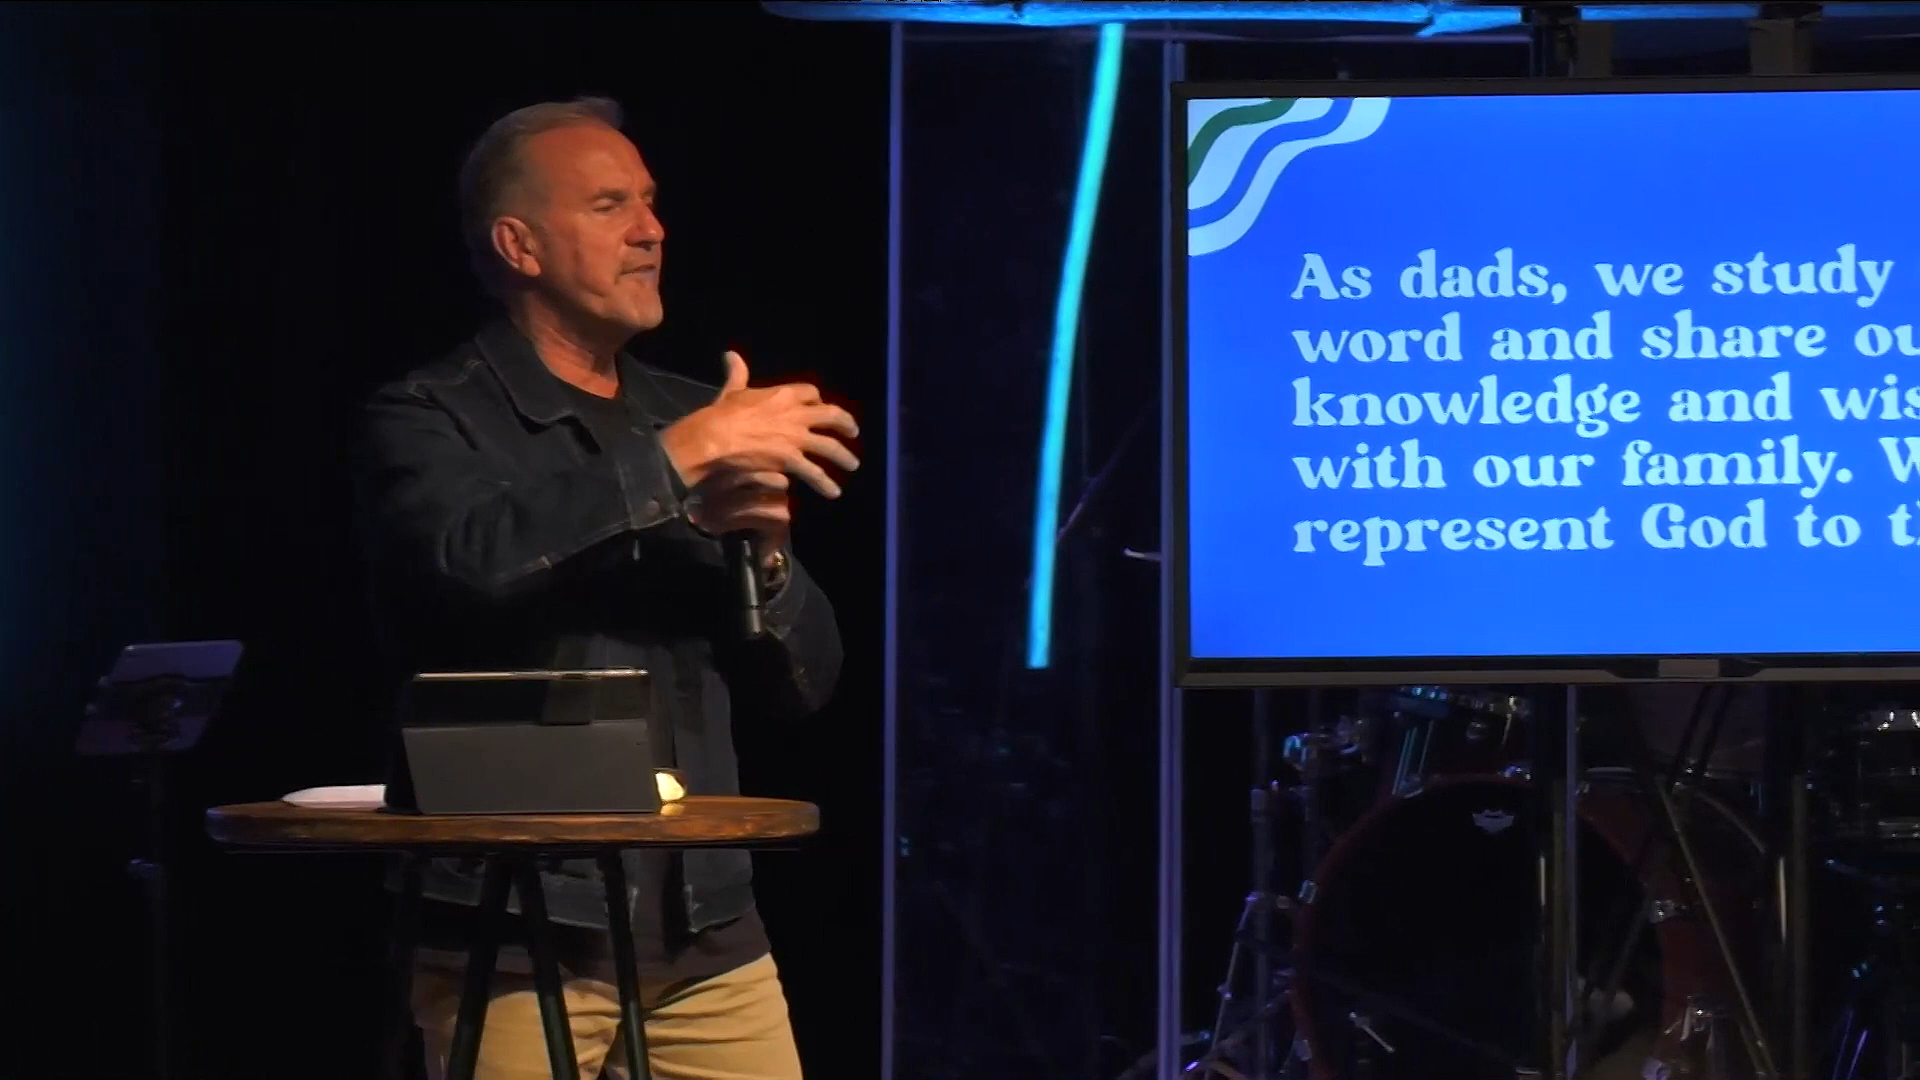 As dads, we study
word and share
knowledge and
with our family.
represent God to